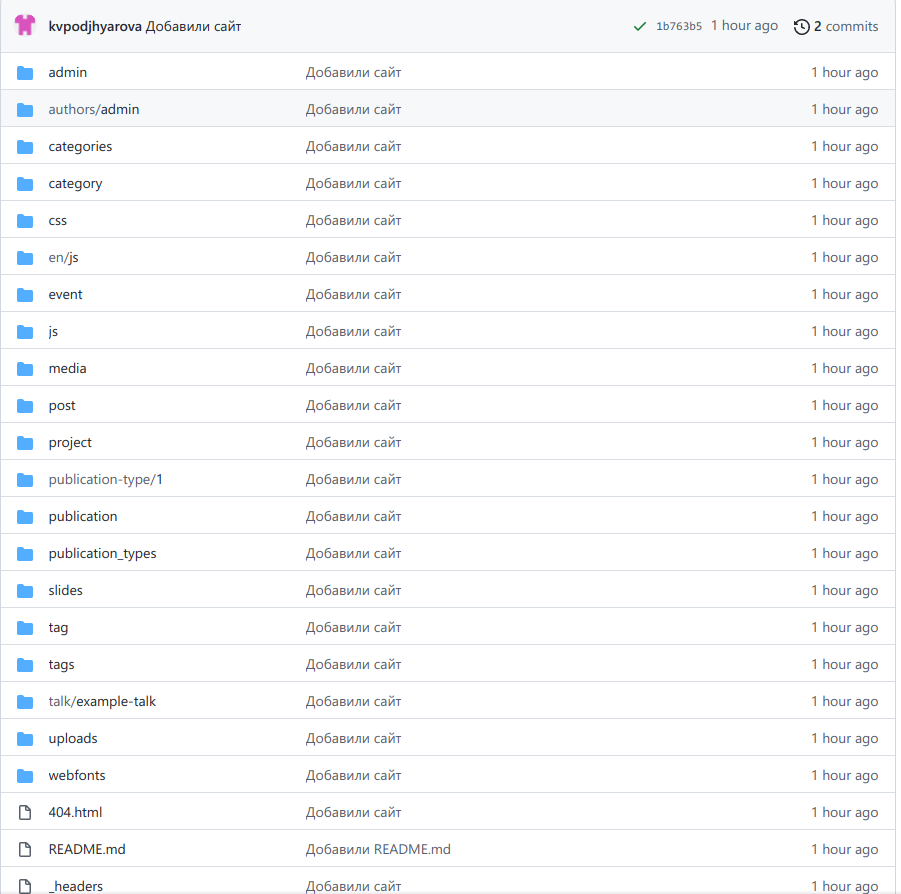 kvpodjhyarova Добавили сайт 1b763b5 1 hour ago 2 commits
admin Добавили сайт 1 hour ago
authors/admin Добавили сайт 1 hour ago
categories Добавили сайт 1 hour ago
category Добавили сайт 1 hour ago
css Добавили сайт 1 hour ago
en/js Добавили сайт 1 hour ago
event Добавили сайт 1 hour ago
js Добавили сайт 1 hour ago
media Добавили сайт 1 hour ago
post Добавили сайт 1 hour ago
project Добавили сайт 1 hour ago
publication-type/1 Добавили сайт 1 hour ago
publication Добавили сайт 1 hour ago
publication_types Добавили сайт 1 hour ago
slides Добавили сайт 1 hour ago
tag Добавили сайт 1 hour ago
tags Добавили сайт 1 hour ago
talk/example-talk Добавили сайт 1 hour ago
uploads Добавили сайт 1 hour ago
webfonts Добавили сайт 1 hour ago
404.html Добавили сайт 1 hour ago
README.md Добавили README.md 1 hour ago
_headers Добавили сайт 1 hour ago